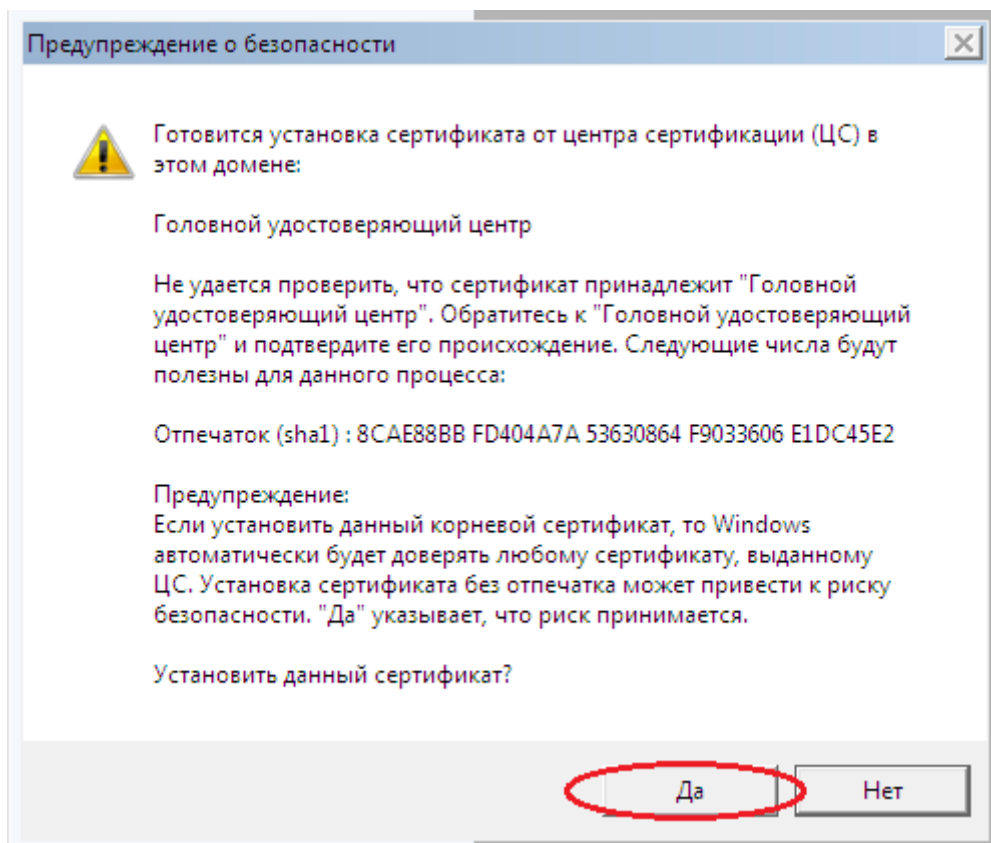 Предупреждение о безопасности
Готовится установка сертификата от центра сертификации (ЦС) в
этом домене:
Головной удостоверяющий центр
Не удается проверить, что сертификат принадлежит "Головной
удостоверяющий центр". Обратитесь к "Головной удостоверяющий
центр" и подтвердите его происхождение. Следующие числа будут
полезны для данного процесса:
Отпечаток (sha1) : 8CAE88BB FD404A7A 53630864 F9033606 E1DC45E2
Предупреждение:
Если установить данный корневой сертификат, то Windows
автоматически будет доверять любому сертификату, выданному
ЦС. Установка сертификата без отпечатка может привести к риску
безопасности. "Да" указывает, что риск принимается.
Установить данный сертификат?
Да Нет